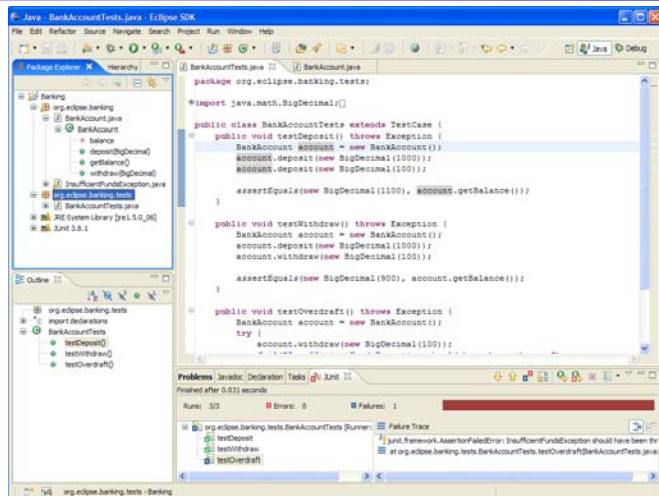 Java - BankAccountTests.java - Eclipse SDK
File Edit Refactor Source Navigate Search Project Run Window Help
Java Debug
Package Explorer Hierarchy
Banking
org.eclipse.banking
BankAccount.java
BankAccount
balance
deposit(BigDecimal)
getBalance()
withdraw(BigDecimal)
InsufficientFundsException.java
org.eclipse.banking.tests
BankAccountTests.java
JRE System Library [jre1.5.0_06]
JUnit 3.8.1
Outline
org.eclipse.banking.tests
import declarations
BankAccountTests
testDeposit()
testWithdraw()
testOverdraft()
BankAccountTests.java BankAccount.java
package org.eclipse.banking.tests;
import java.math.BigDecimal;
public class BankAccountTests extends TestCase {
public void testDeposit() throws Exception {
BankAccount account = new BankAccount();
account.deposit(new BigDecimal(1000));
account.deposit(new BigDecimal(100));
assertEquals(new BigDecimal(1100), account.getBalance());
}
public void testWithdraw() throws Exception {
BankAccount account = new BankAccount();
account.deposit(new BigDecimal(1000));
account.withdraw(new BigDecimal(100));
assertEquals(new BigDecimal(900), account.getBalance());
}
public void testOverdraft() throws Exception {
BankAccount account = new BankAccount();
try {
account.withdraw(new BigDecimal(100));
Problems Javadoc Declaration Tasks JUnit
Finished after 0.031 seconds
Runs: 3/3 Errors: 0 Failures: 1
org.eclipse.banking.tests.BankAccountTests [Runner:
testDeposit
testWithdraw
testOverdraft
Failure Trace
junit.framework.AssertionFailedError: InsufficientFundsException should have been thr
at org.eclipse.banking.tests.BankAccountTests.testOverdraft(BankAccountTests.java:
org.eclipse.banking.tests - Banking